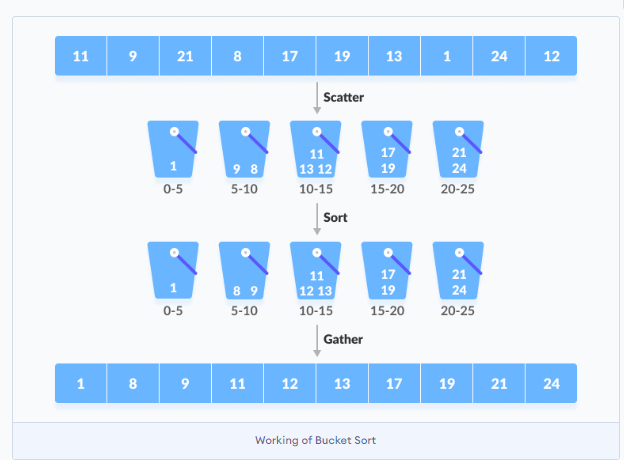 11 9 21 8 17 19 13 1 24 12
Scatter
11 17 21
1 9 8 13 12 19 24
0-5 5-10 10-15 15-20 20-25
Sort
11 17 21
1 8 9 12 13 19 24
0-5 5-10 10-15 15-20 20-25
Gather
1 8 9 11 12 13 17 19 21 24
Working of Bucket Sort